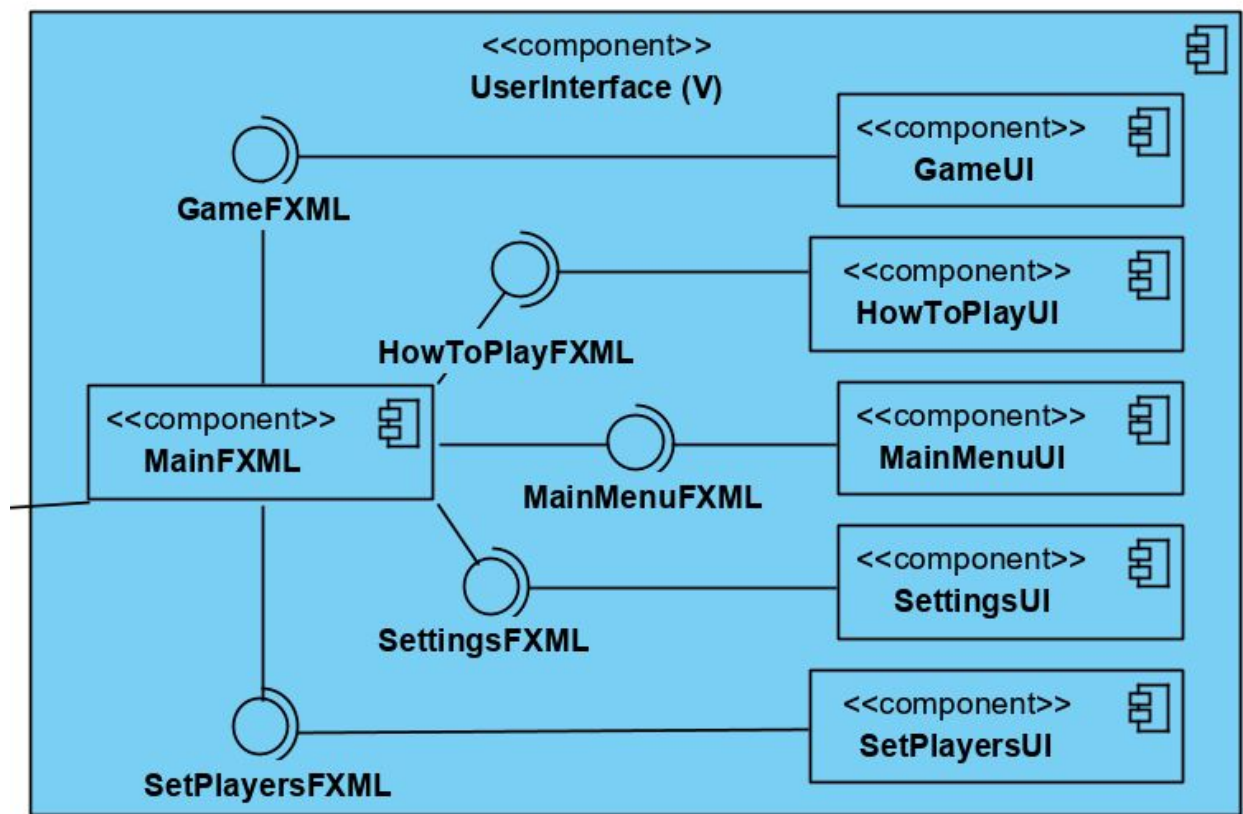 <<component>>
UserInterface (V)
<<component>>
GameUI
GameFXML
<<component>>
HowToPlayUI
HowToPlayFXML
<<component>>
MainFXML
<<component>>
MainMenuUI
MainMenuFXML
<<component>>
SettingsUI
SettingsFXML
<<component>>
SetPlayersUI
SetPlayersFXML